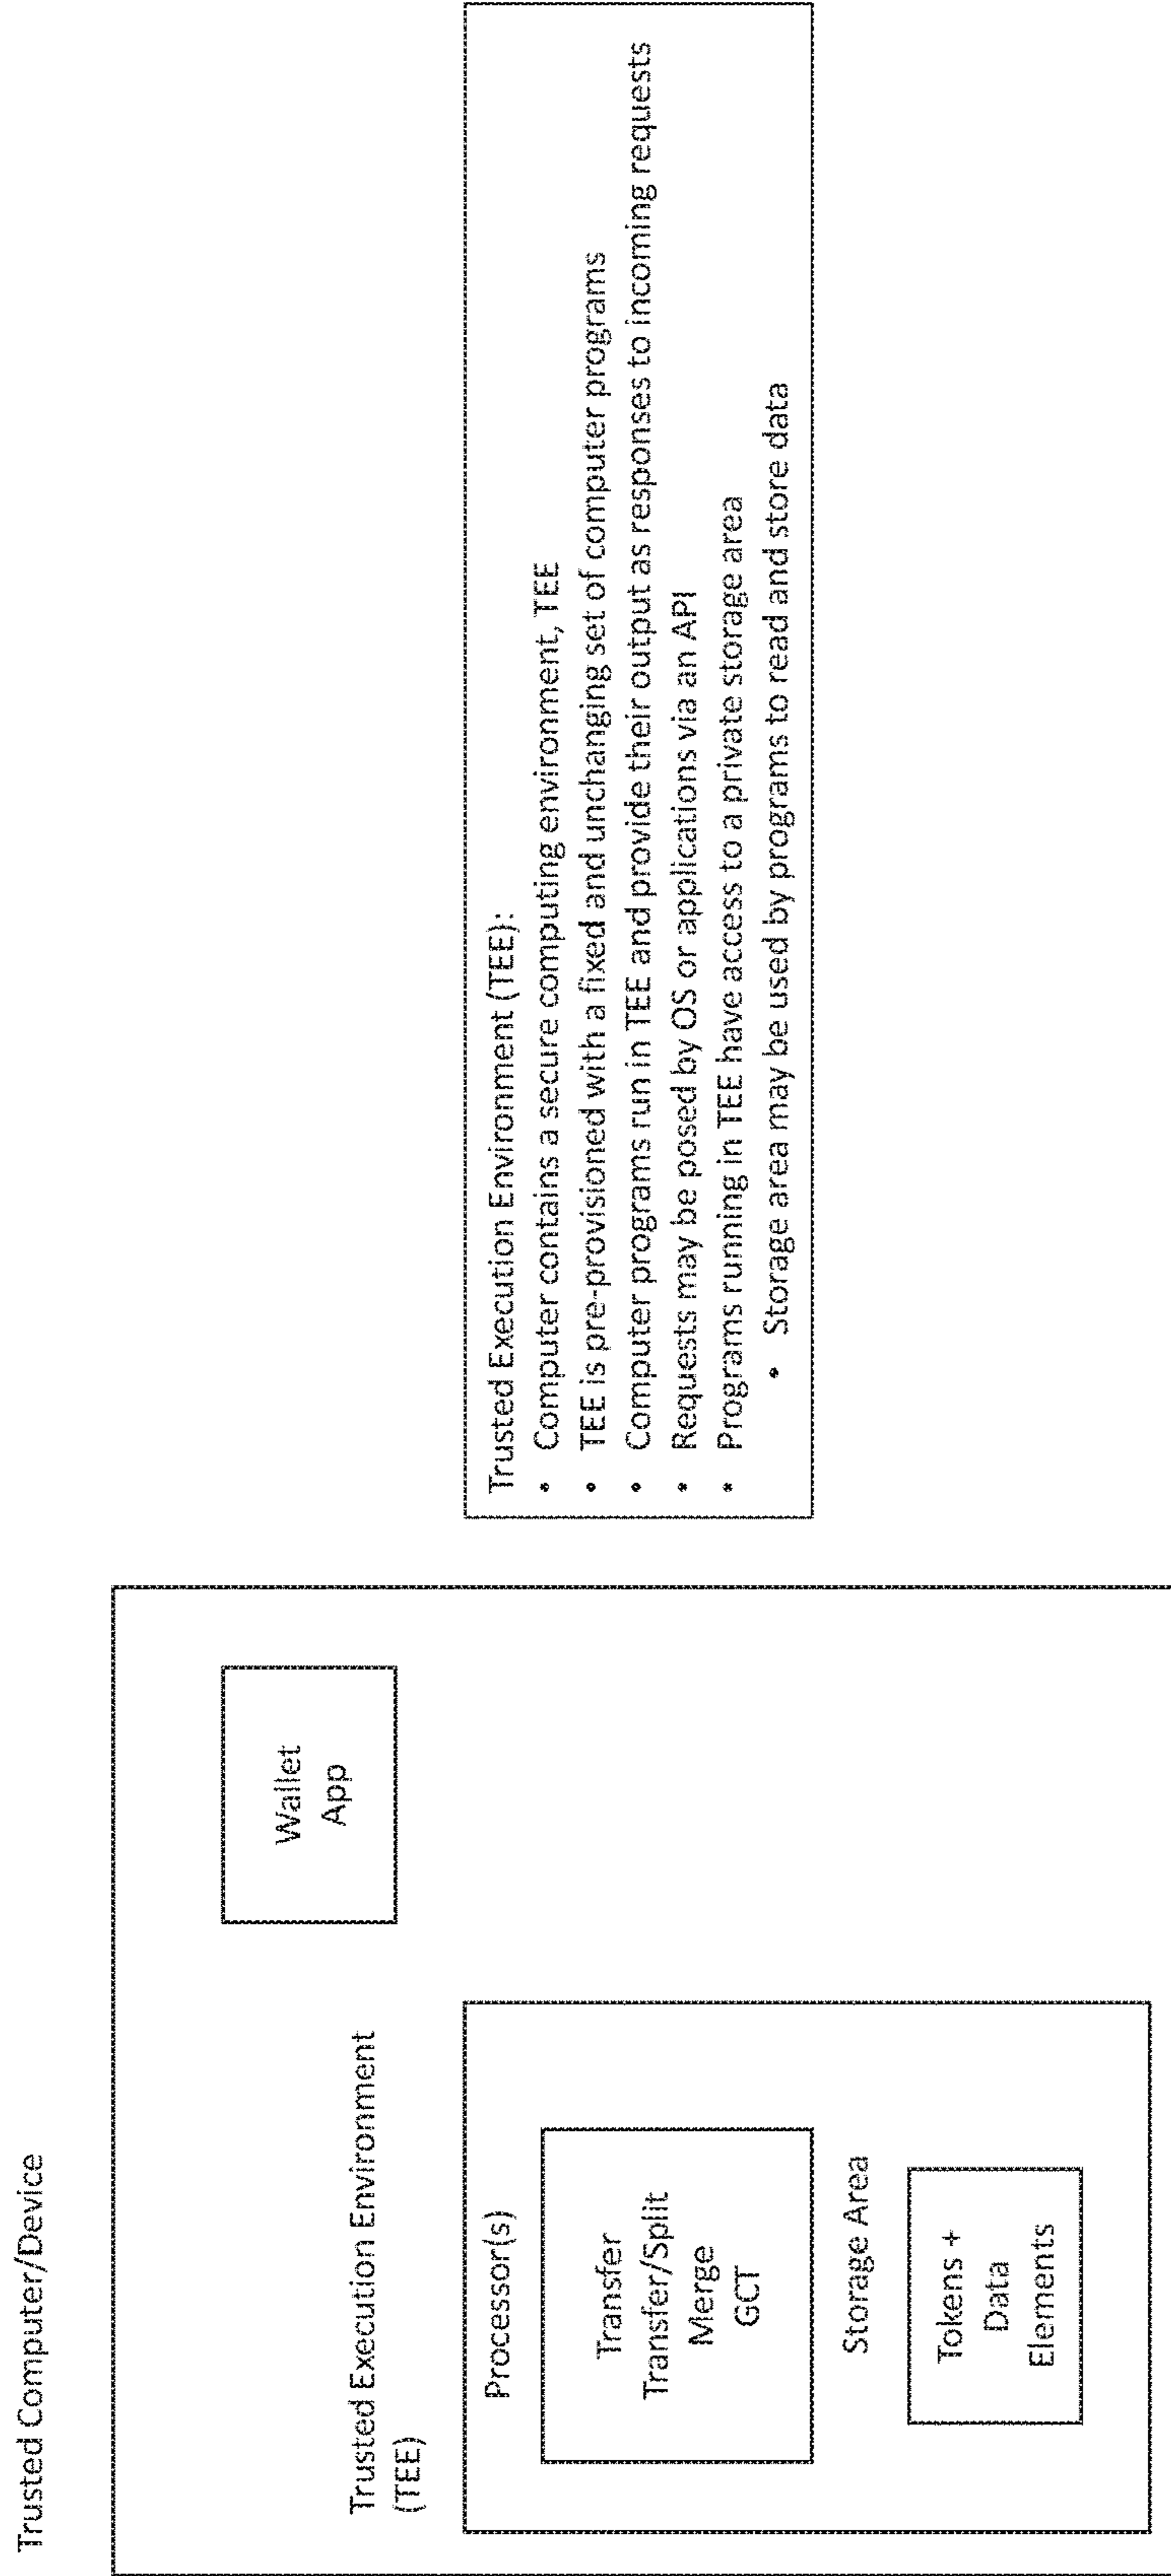 Trusted Computer/Device
Wallet
App
Trusted Execution Environment
(TEE)
Processor(s)
Transfer
Transfer/Split
Merge
GCT
Storage Area
Tokens +
Data
Elements
Trusted Execution Environment (TEE):
• Computer contains a secure computing environment, TEE
• TEE is pre-provisioned with a fixed and unchanging set of computer programs
• Computer programs run in TEE and provide their output as responses to incoming requests
• Requests may be posed by OS or applications via an API
• Programs running in TEE have access to a private storage area
• Storage area may be used by programs to read and store data